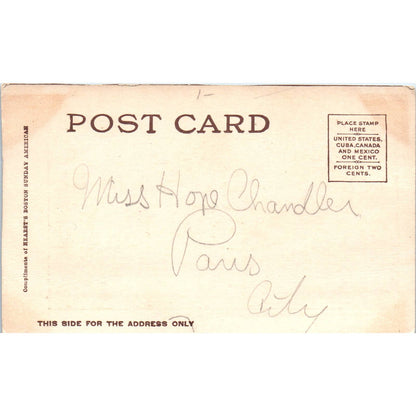 1-
POST CARD
PLACE STAMP
HERE
UNITED STATES,
CUBA, CANADA
AND MEXICO
ONE CENT.
FOREIGN TWO
CENTS.
Compliments of HEARST'S BOSTON SUNDAY AMERICAN
Miss Hope Chandler
Paris
City
THIS SIDE FOR THE ADDRESS ONLY